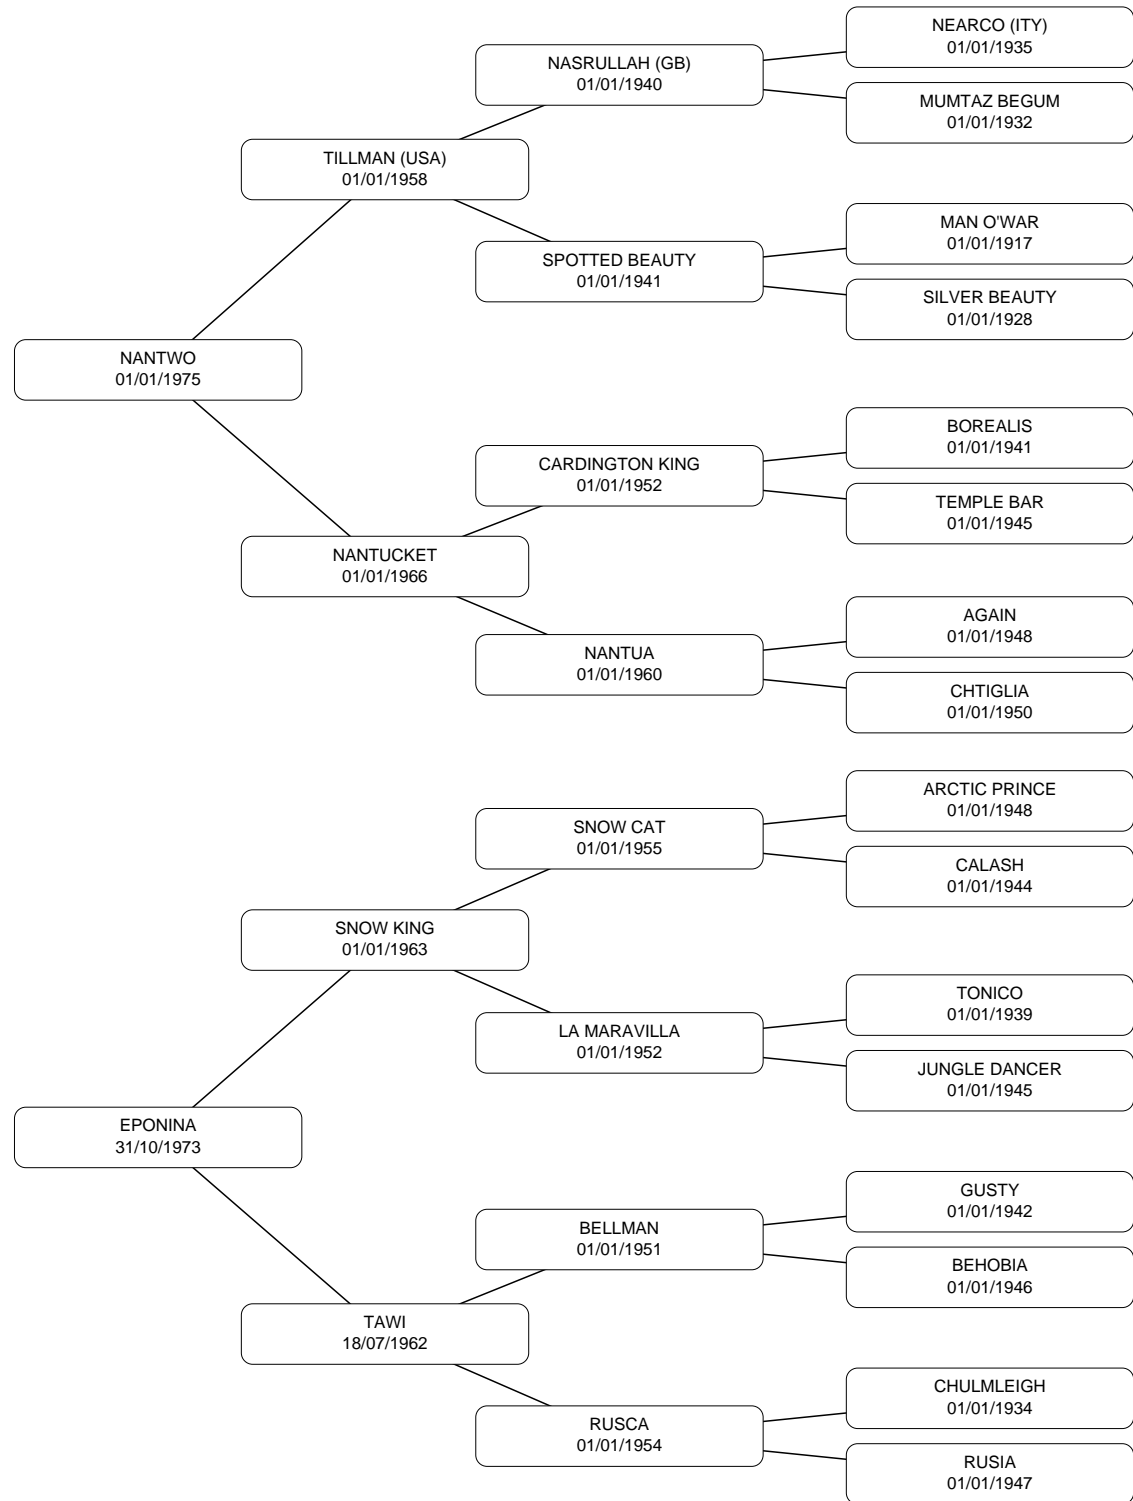 NEARCO (ITY)
01/01/1935
NASRULLAH (GB)
01/01/1940
MUMTAZ BEGUM
01/01/1932
TILLMAN (USA)
01/01/1958
MAN O'WAR
01/01/1917
SPOTTED BEAUTY
01/01/1941
SILVER BEAUTY
01/01/1928
NANTWO
01/01/1975
BOREALIS
01/01/1941
CARDINGTON KING
01/01/1952
TEMPLE BAR
01/01/1945
NANTUCKET
01/01/1966
AGAIN
01/01/1948
NANTUA
01/01/1960
CHTIGLIA
01/01/1950
ARCTIC PRINCE
01/01/1948
SNOW CAT
01/01/1955
CALASH
01/01/1944
SNOW KING
01/01/1963
TONICO
01/01/1939
LA MARAVILLA
01/01/1952
JUNGLE DANCER
01/01/1945
EPONINA
31/10/1973
GUSTY
01/01/1942
BELLMAN
01/01/1951
BEHOBIA
01/01/1946
TAWI
18/07/1962
CHULMLEIGH
01/01/1934
RUSCA
01/01/1954
RUSIA
01/01/1947